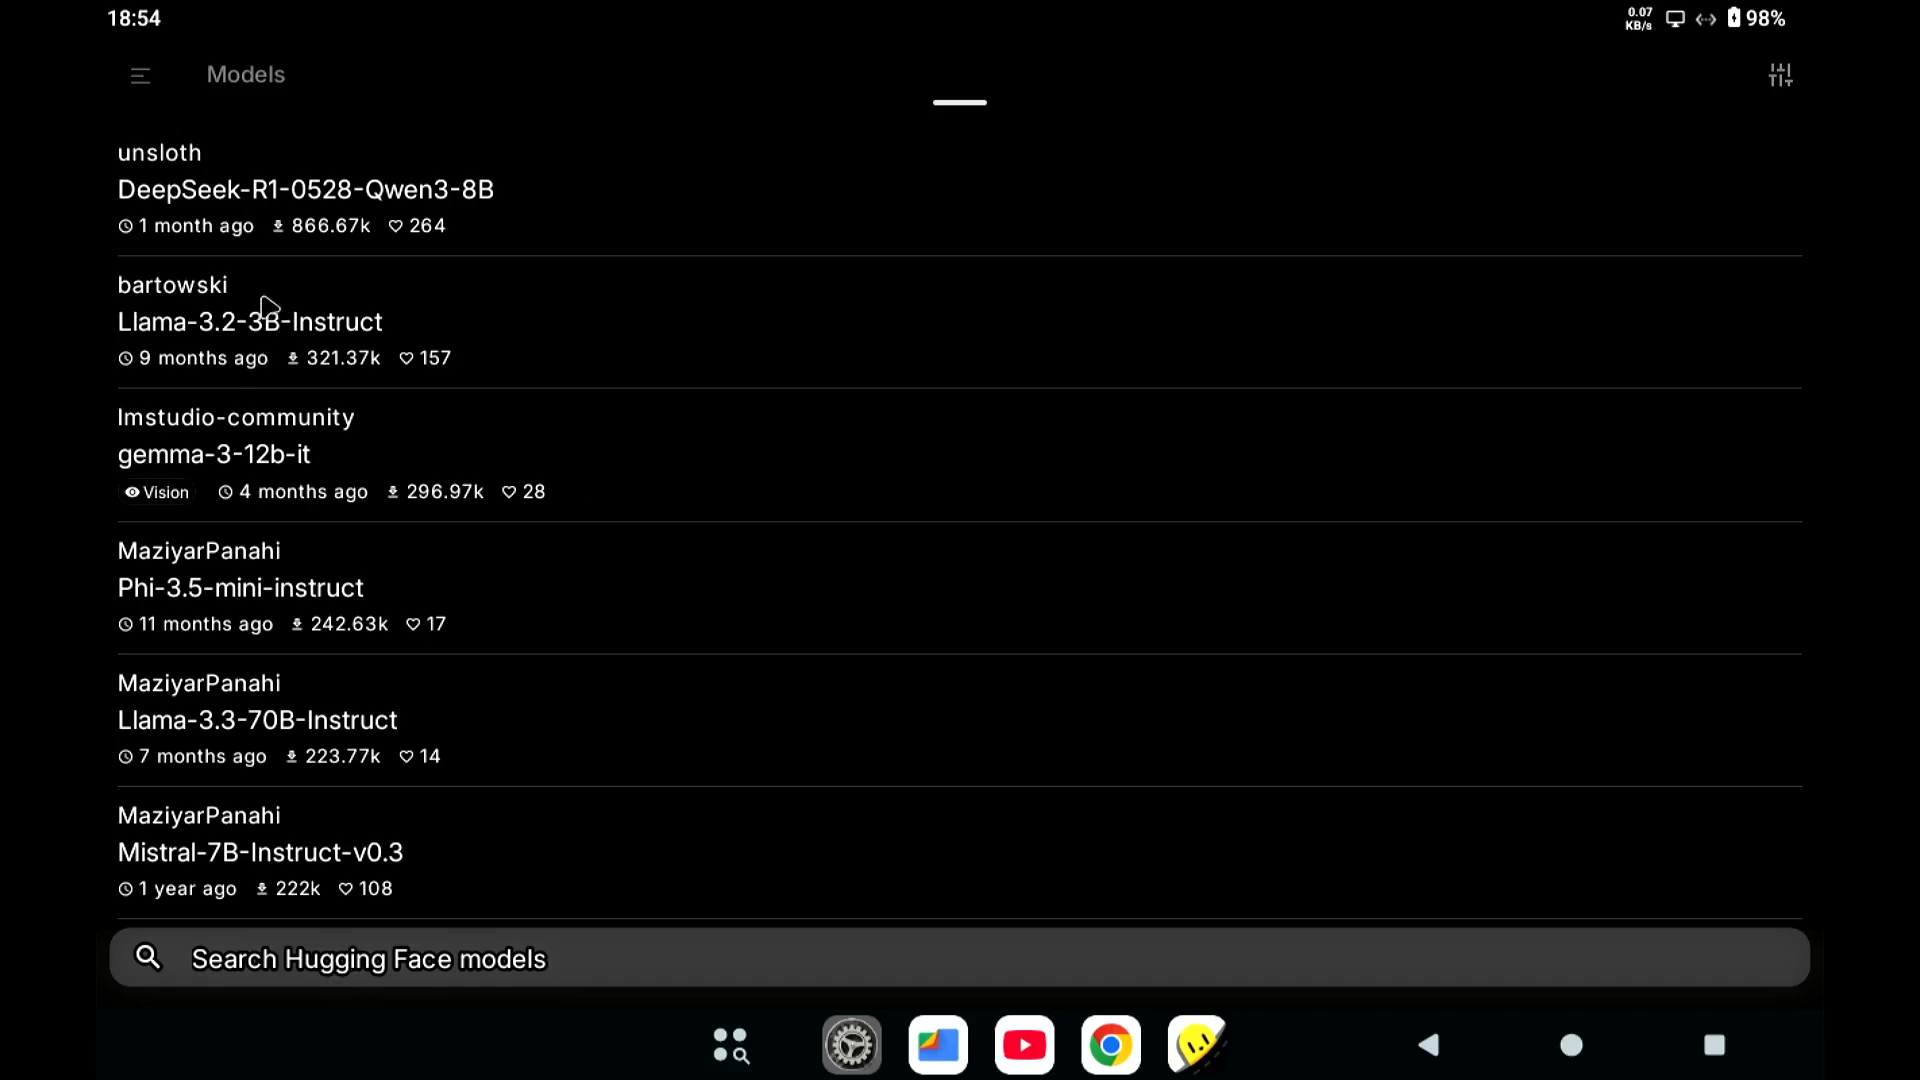 18:54
0.07
KB/s
98%
Models
unsloth
DeepSeek-R1-0528-Qwen3-8B
1 month ago 866.67k 264
bartowski
Llama-3.2-3B-Instruct
9 months ago 321.37k 157
lmstudio-community
gemma-3-12b-it
Vision 4 months ago 296.97k 28
MaziyarPanahi
Phi-3.5-mini-instruct
11 months ago 242.63k 17
MaziyarPanahi
Llama-3.3-70B-Instruct
7 months ago 223.77k 14
MaziyarPanahi
Mistral-7B-Instruct-v0.3
1 year ago 222k 108
Search Hugging Face models